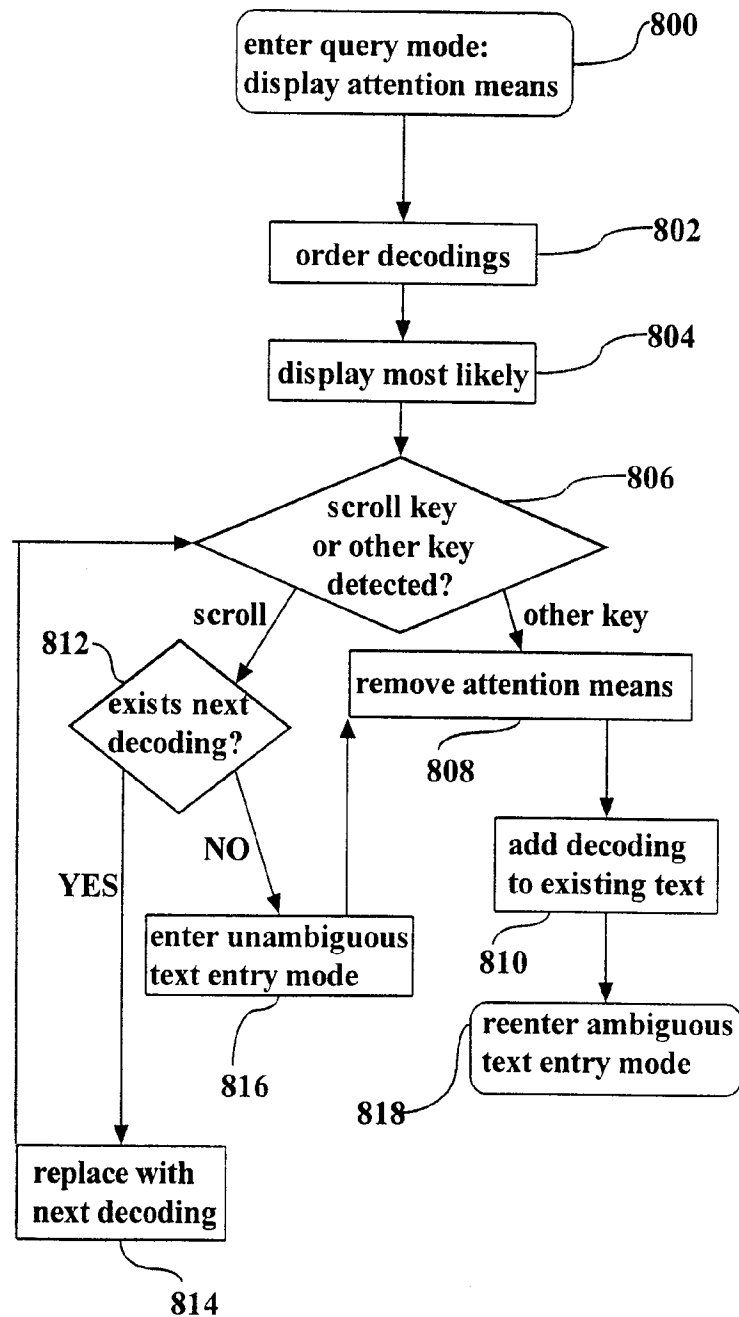 800
enter query mode:
display attention means
802
order decodings
804
display most likely
806
scroll key
or other key
detected?
scroll
other key
812
exists next
decoding?
remove attention means
808
NO
YES
add decoding
to existing text
810
enter unambiguous
text entry mode
816
reenter ambiguous
text entry mode
818
replace with
next decoding
814